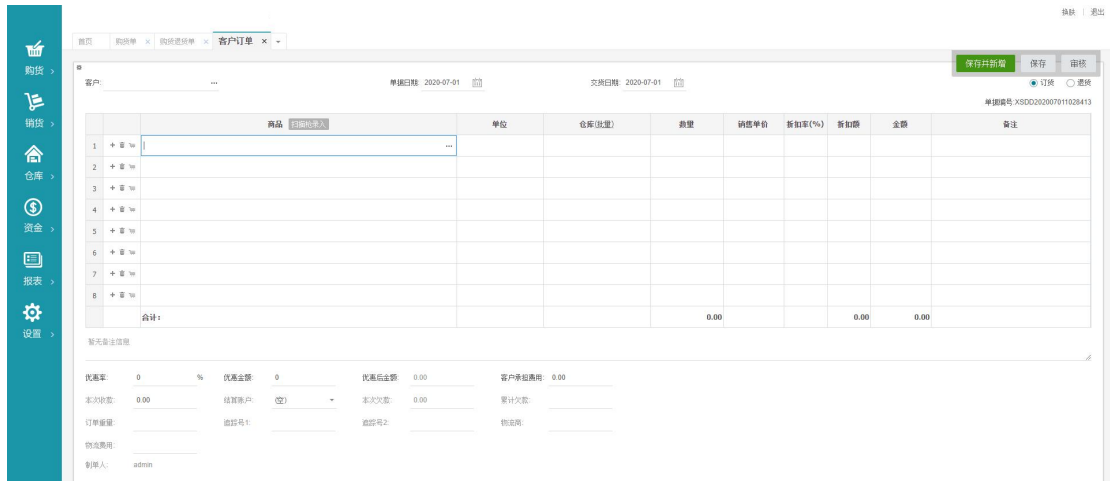 换肤 | 退出
首页 购货单 × 购货退货单 × 客户订单 ×
购货 >
销货 >
仓库 >
资金 >
报表 >
设置 >
保存并新增 保存 审核
客户: ... 单据日期: 2020-07-01 交货日期: 2020-07-01 订货 退货
单据编号:XSDD202007011028413
商品 扫描枪录入 单位 仓库(批量) 数量 销售单价 折扣率(%) 折扣额 金额 备注
1 + ...
2 +
3 +
4 +
5 +
6 +
7 +
8 +
合计: 0.00 0.00 0.00
暂无备注信息
优惠率: 0 % 优惠金额: 0 优惠后金额: 0.00 客户承担费用: 0.00
本次收款: 0.00 结算账户: (空) 本次欠款: 0.00 累计欠款:
订单重量: 追踪号1: 追踪号2: 物流商:
物流费用:
制单人: admin